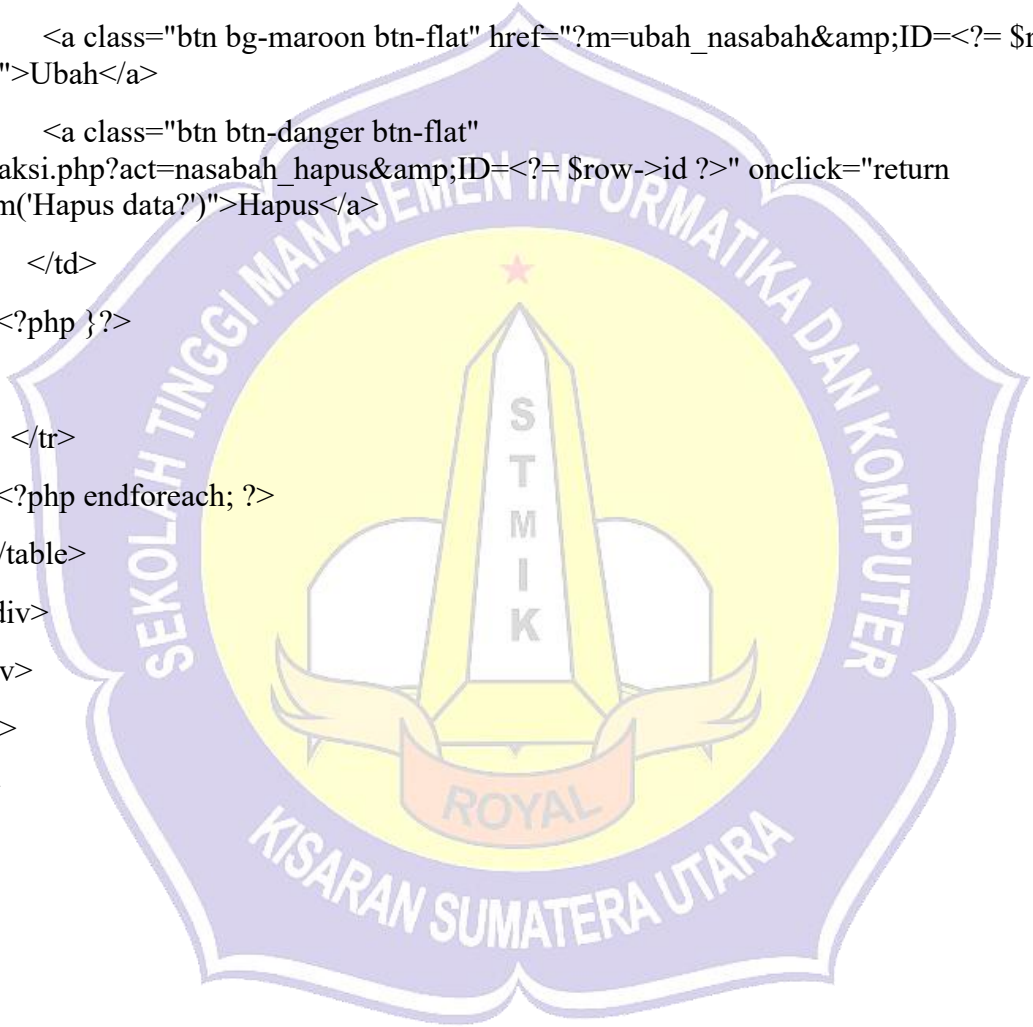 <a class="btn bg-maroon btn-flat" href="?m=ubah_nasabah&amp;ID=<?= $r
">Ubah</a>
<a class="btn btn-danger btn-flat"
aksi.php?act=nasabah_hapus&amp;ID=<?= $row->id ?>" onclick="return
m('Hapus data?')">Hapus</a>
</td>
<?php }?>
</tr>
<?php endforeach; ?>
/table>
div>
v>
>
SEKOLAH TINGGI MANAJEMEN INFORMATIKA DAN KOMPUTER
S
T
M
I
K
ROYAL
KISARAN SUMATERA UTARA